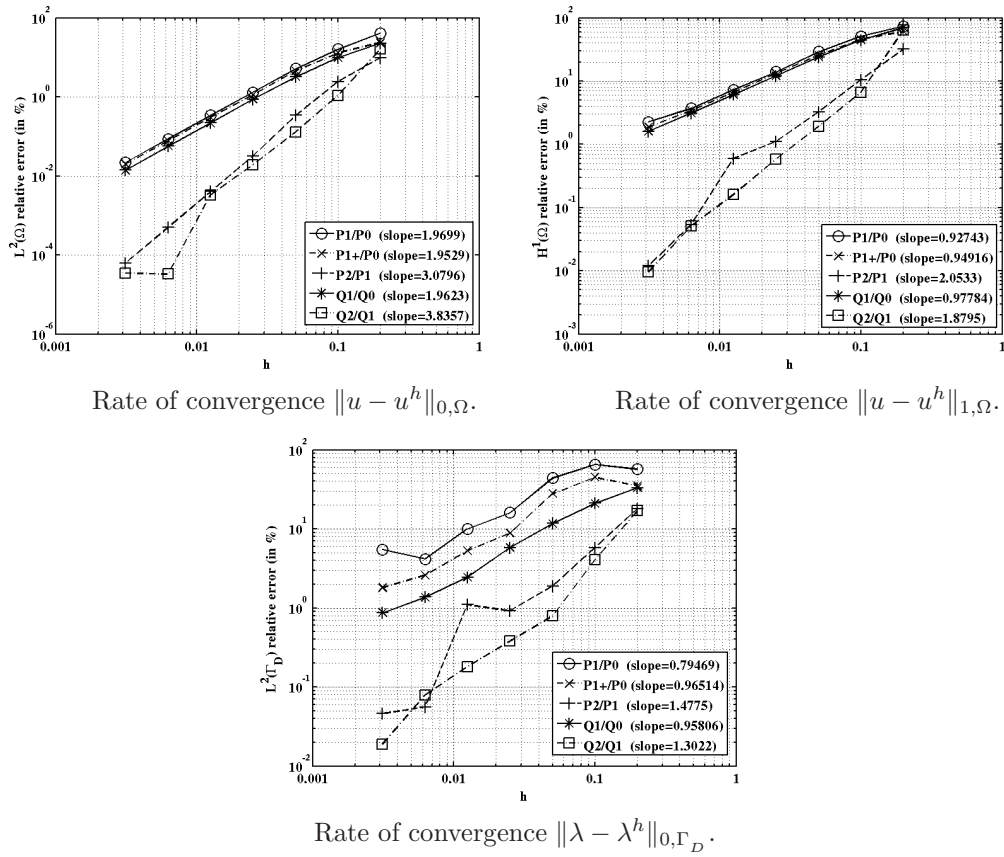 10^2
10^0
10^-2
10^-4
10^-6
L^2(Ω) relative error (in %)
P1/P0 (slope=1.9699)
P1+/P0 (slope=1.9529)
P2/P1 (slope=3.0796)
Q1/Q0 (slope=1.9623)
Q2/Q1 (slope=3.8357)
0.001 0.01 0.1 1
h
Rate of convergence ‖u − u^h‖_{0,Ω}.
10^2
10^1
10^0
10^-1
10^-2
10^-3
H^1(Ω) relative error (in %)
P1/P0 (slope=0.92743)
P1+/P0 (slope=0.94916)
P2/P1 (slope=2.0533)
Q1/Q0 (slope=0.97784)
Q2/Q1 (slope=1.8795)
0.001 0.01 0.1 1
h
Rate of convergence ‖u − u^h‖_{1,Ω}.
10^2
10^1
10^0
10^-1
10^-2
L^2(Γ_D) relative error (in %)
P1/P0 (slope=0.79469)
P1+/P0 (slope=0.96514)
P2/P1 (slope=1.4775)
Q1/Q0 (slope=0.95806)
Q2/Q1 (slope=1.3022)
0.001 0.01 0.1 1
h
Rate of convergence ‖λ − λ^h‖_{0,Γ_D}.